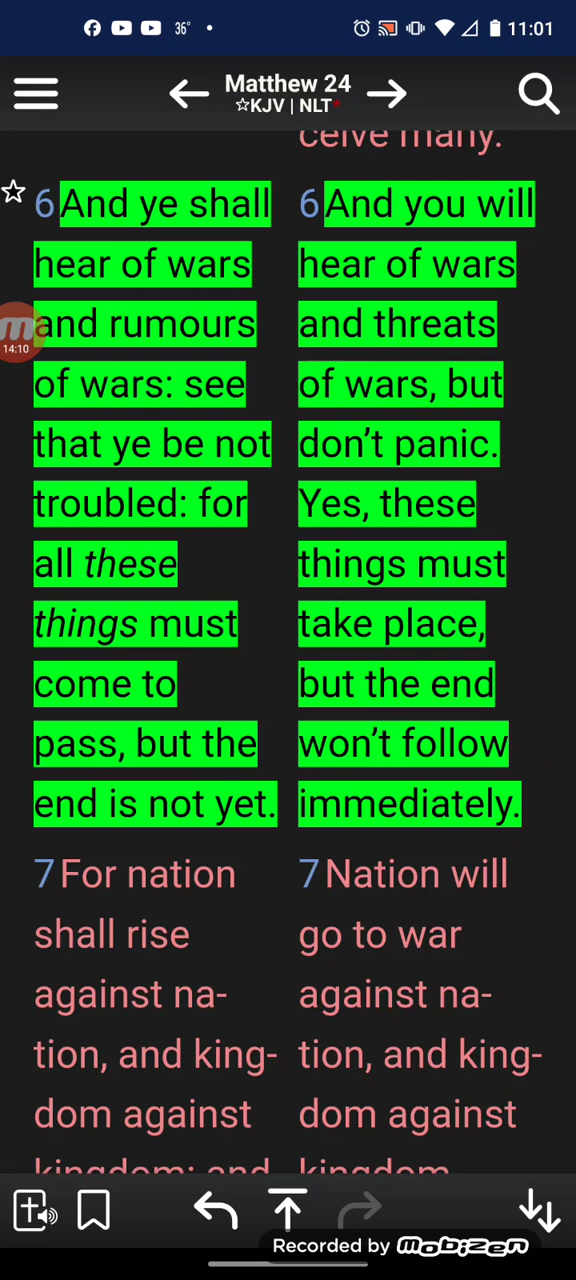 36° 11:01
Matthew 24
☆KJV | NLT*
ceive many.
6 And ye shall
hear of wars
and rumours
of wars: see
that ye be not
troubled: for
all these
things must
come to
pass, but the
end is not yet.
7 For nation
shall rise
against na-
tion, and king-
dom against
kingdom: and
6 And you will
hear of wars
and threats
of wars, but
don’t panic.
Yes, these
things must
take place,
but the end
won’t follow
immediately.
7 Nation will
go to war
against na-
tion, and king-
dom against
kingdom
14:10
Recorded by mobizen